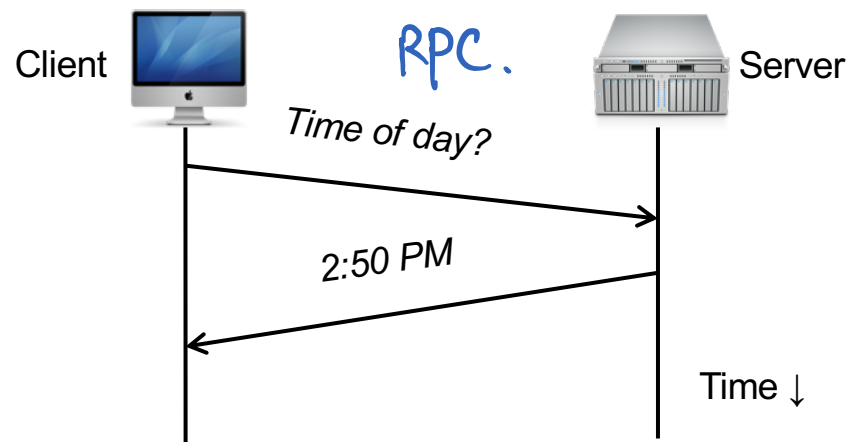 RPC.
Client
Server
Time of day?
2:50 PM
Time ↓